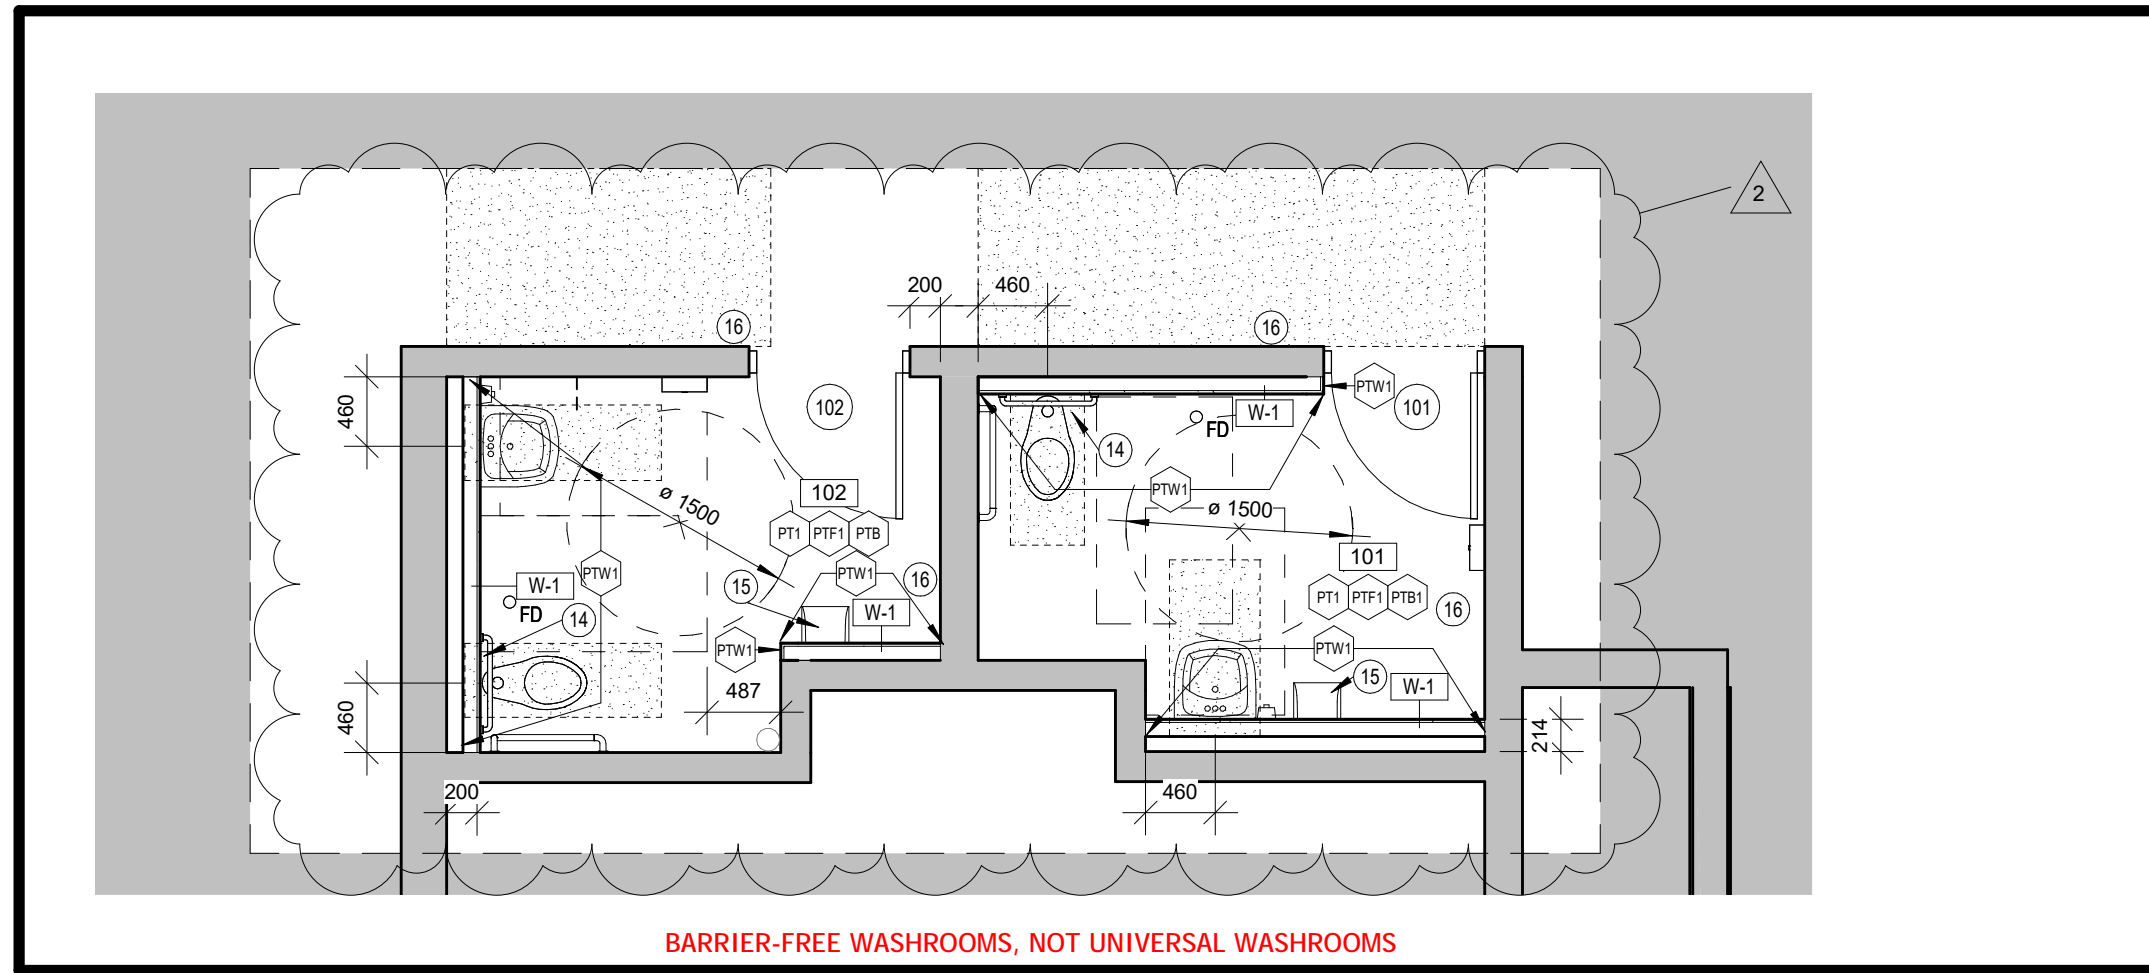 2
200 460
16 16
102 PTW1 101
460 W-1
FD
14
PTW1
102 ø 1500 ø 1500
PT1 PTF1 PTB
101
PTW1 PTW1 15 16
PT1 PTF1 PTB1 16
W-1 W-1
FD 14
PTW1 PTW1
15 W-1
460 487
214
200 460
BARRIER-FREE WASHROOMS, NOT UNIVERSAL WASHROOMS